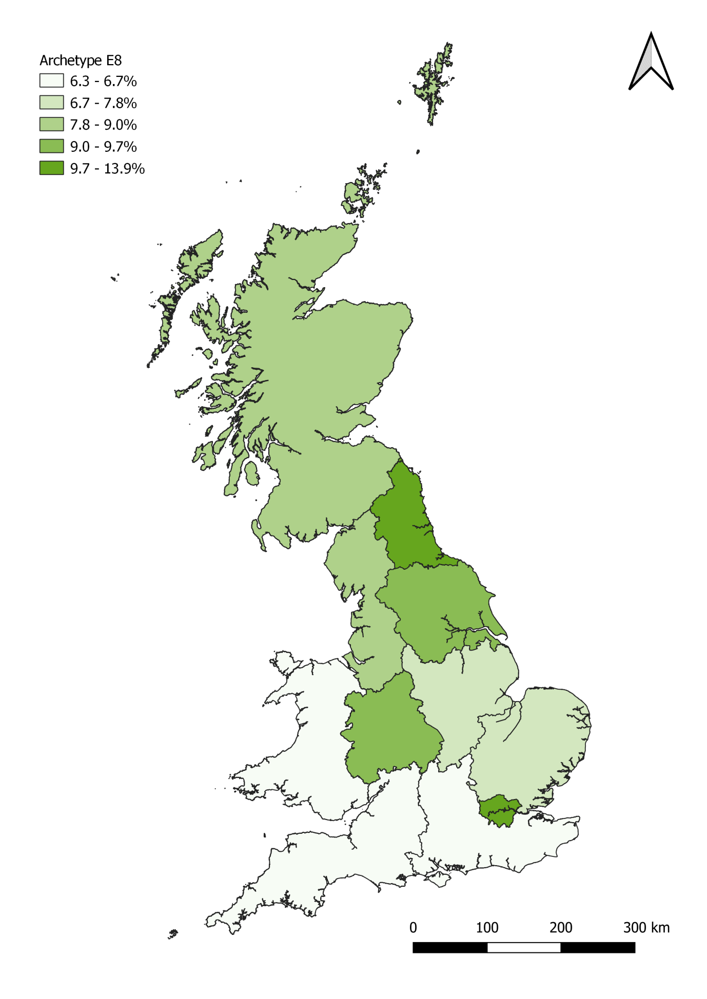 Archetype E8
6.3 - 6.7%
6.7 - 7.8%
7.8 - 9.0%
9.0 - 9.7%
9.7 - 13.9%
0 100 200 300 km